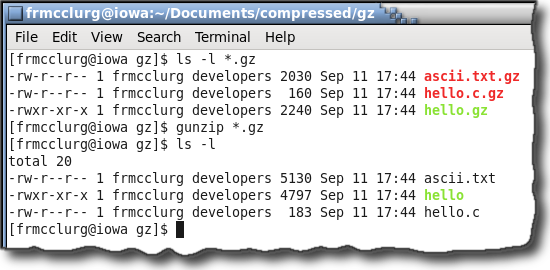 frmcclurg@iowa:~/Documents/compressed/gz
File Edit View Search Terminal Help
[frmcclurg@iowa gz]$ ls -l *.gz
-rw-r--r-- 1 frmcclurg developers 2030 Sep 11 17:44 ascii.txt.gz
-rw-r--r-- 1 frmcclurg developers  160 Sep 11 17:44 hello.c.gz
-rwxr-xr-x 1 frmcclurg developers 2240 Sep 11 17:44 hello.gz
[frmcclurg@iowa gz]$ gunzip *.gz
[frmcclurg@iowa gz]$ ls -l
total 20
-rw-r--r-- 1 frmcclurg developers 5130 Sep 11 17:44 ascii.txt
-rwxr-xr-x 1 frmcclurg developers 4797 Sep 11 17:44 hello
-rw-r--r-- 1 frmcclurg developers  183 Sep 11 17:44 hello.c
[frmcclurg@iowa gz]$